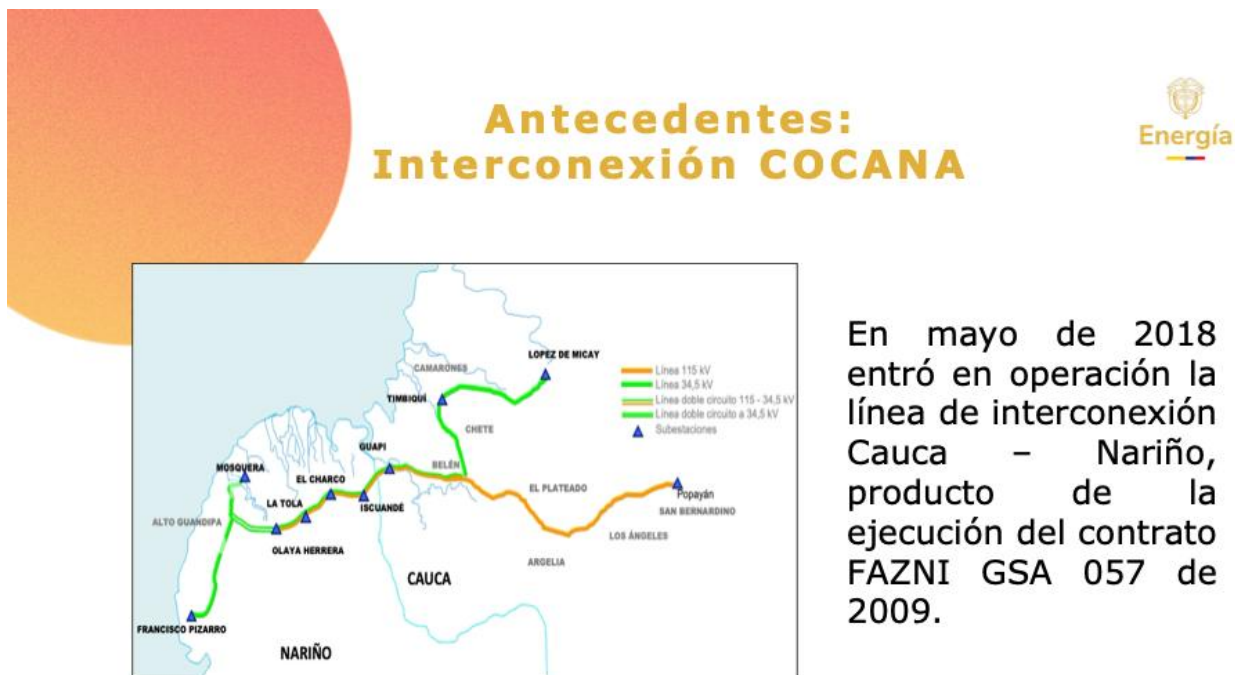 Antecedentes:
Interconexión COCANA
Energía
LOPEZ DE MICAY
CAMARONES
Línea 115 kV
Línea 34,5 kV
Línea doble circuito 115 - 34,5 kV
Línea doble circuito a 34,5 kV
Subestaciones
TIMBIQUÍ
CHETE
GUAPI
BELÉN
MOSQUERA
EL CHARCO
EL PLATEADO
Popayán
SAN BERNARDINO
LA TOLA
ISCUANDÉ
ALTO GUANDIPA
LOS ÁNGELES
OLAYA HERRERA
ARGELIA
CAUCA
FRANCISCO PIZARRO
NARIÑO
En mayo de 2018
entró en operación la
línea de interconexión
Cauca – Nariño,
producto de la
ejecución del contrato
FAZNI GSA 057 de
2009.